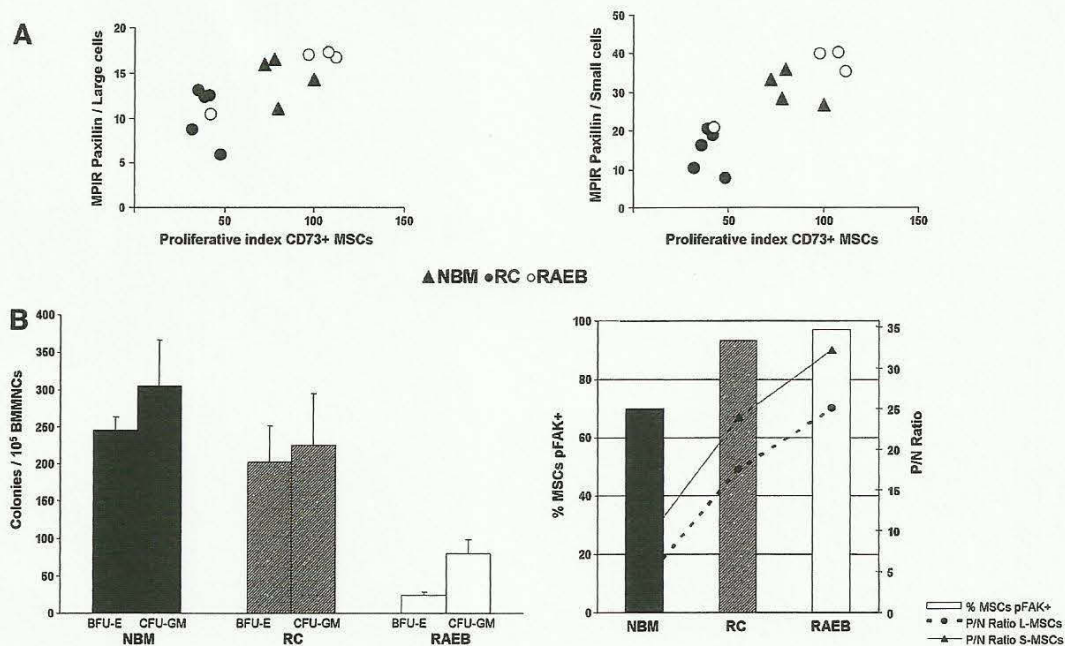 A
MPIR Paxillin / Large cells
20
15
10
5
0
50
100
150
Proliferative index CD73+ MSCs
MPIR Paxillin / Small cells
50
40
30
20
10
0
50
100
150
Proliferative index CD73+ MSCs
▲NBM ●RC ○RAEB
B
Colonies / 10⁵ BMMNCs
400
350
300
250
200
150
100
50
0
BFU-E CFU-GM BFU-E CFU-GM BFU-E CFU-GM
NBM RC RAEB
% MSCs pFAK+
100
80
60
40
20
0
P/N Ratio
35
30
25
20
15
10
5
0
NBM RC RAEB
% MSCs pFAK+
P/N Ratio L-MSCs
P/N Ratio S-MSCs